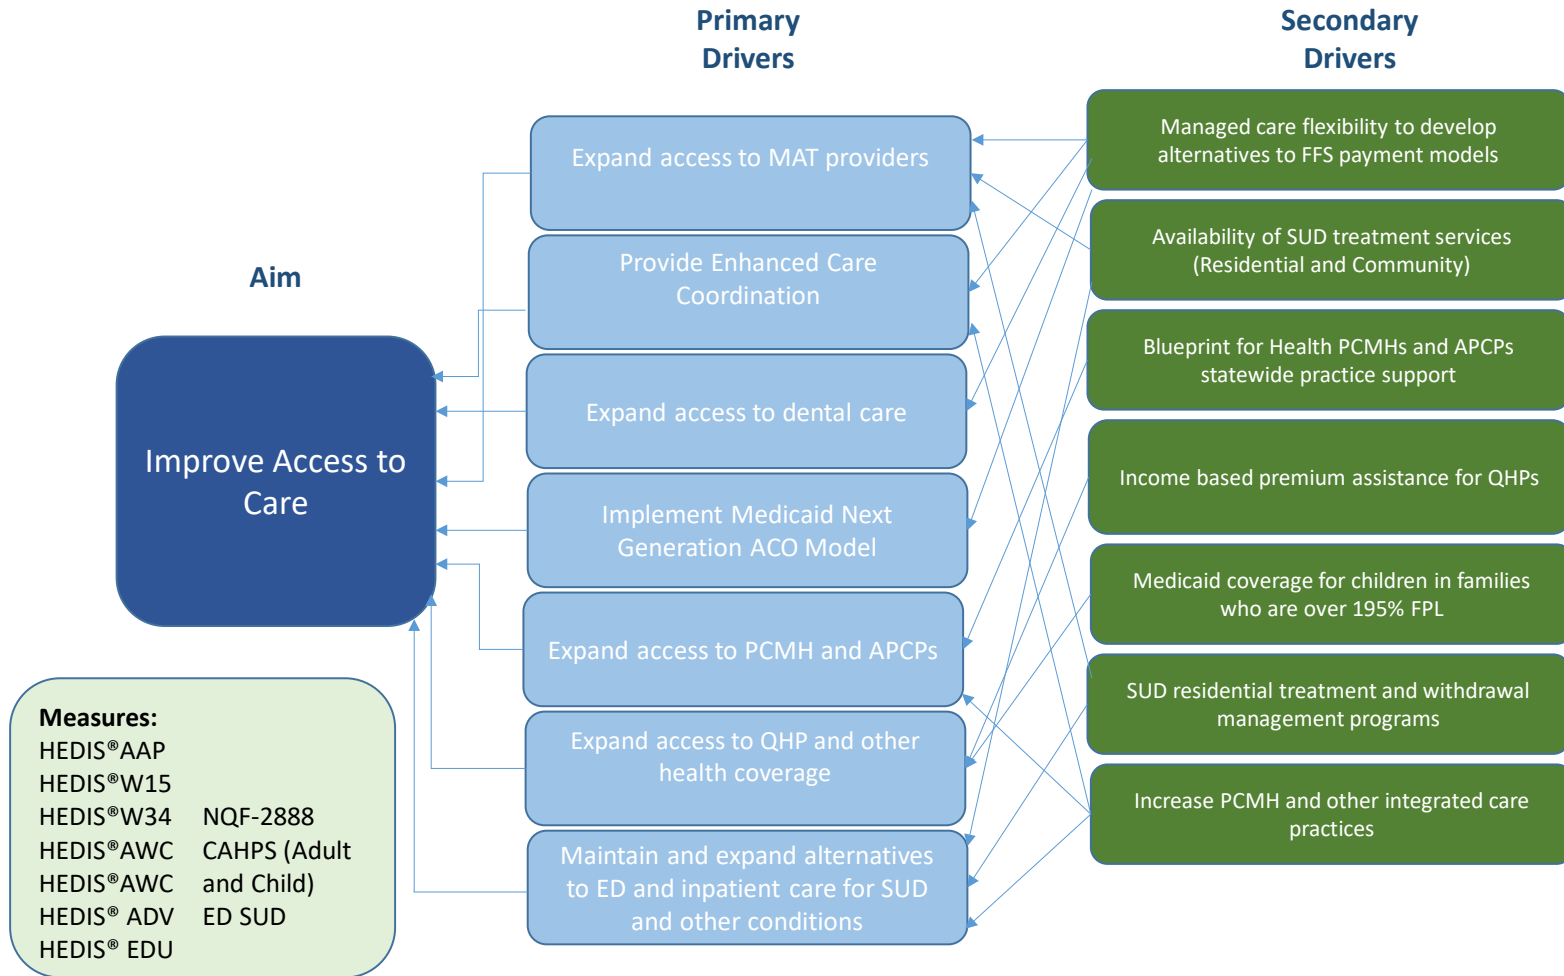 Primary
Drivers
Secondary
Drivers
Aim
Improve Access to
Care
Expand access to MAT providers
Provide Enhanced Care
Coordination
Expand access to dental care
Implement Medicaid Next
Generation ACO Model
Expand access to PCMH and APCPs
Expand access to QHP and other
health coverage
Maintain and expand alternatives
to ED and inpatient care for SUD
and other conditions
Managed care flexibility to develop
alternatives to FFS payment models
Availability of SUD treatment services
(Residential and Community)
Blueprint for Health PCMHs and APCPs
statewide practice support
Income based premium assistance for QHPs
Medicaid coverage for children in families
who are over 195% FPL
SUD residential treatment and withdrawal
management programs
Increase PCMH and other integrated care
practices
Measures:
HEDIS®AAP
HEDIS®W15
HEDIS®W34 NQF-2888
HEDIS®AWC CAHPS (Adult
HEDIS®AWC and Child)
HEDIS® ADV ED SUD
HEDIS® EDU